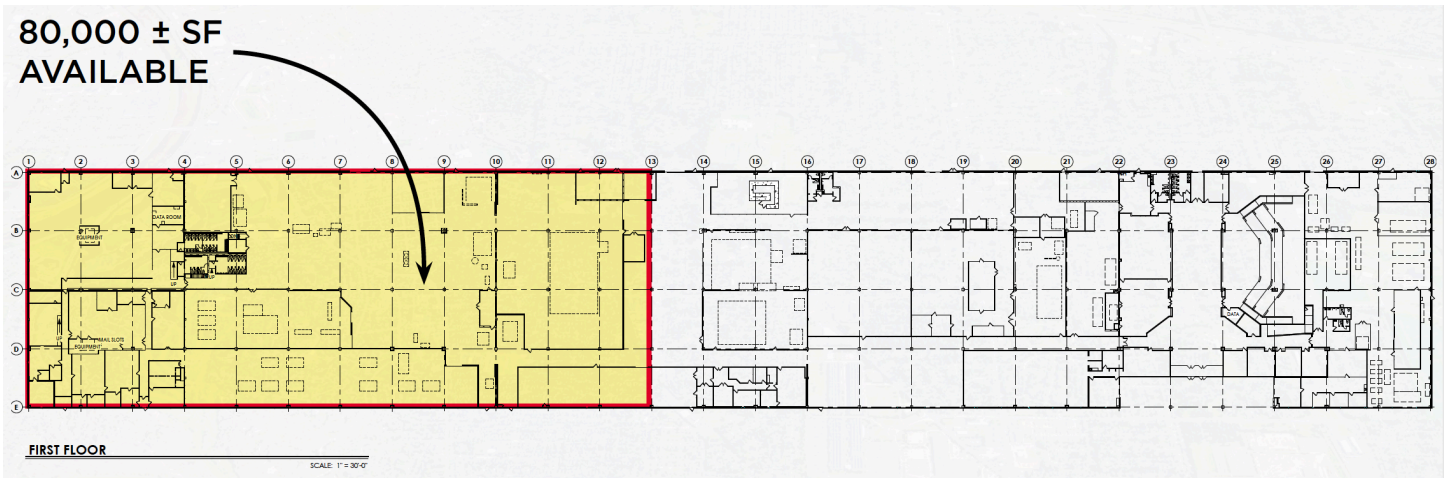 80,000 ± SF
AVAILABLE
1 2 3 4 5 6 7 8 9 10 11 12 13 14 15 16 17 18 19 20 21 22 23 24 25 26 27 28
A
DATA ROOM
B
EQUIPMENT
UP
UP
C
DATA
UP
MAIL SLOTS
EQUIPMENT
D
E
FIRST FLOOR
SCALE: 1" = 30'-0"